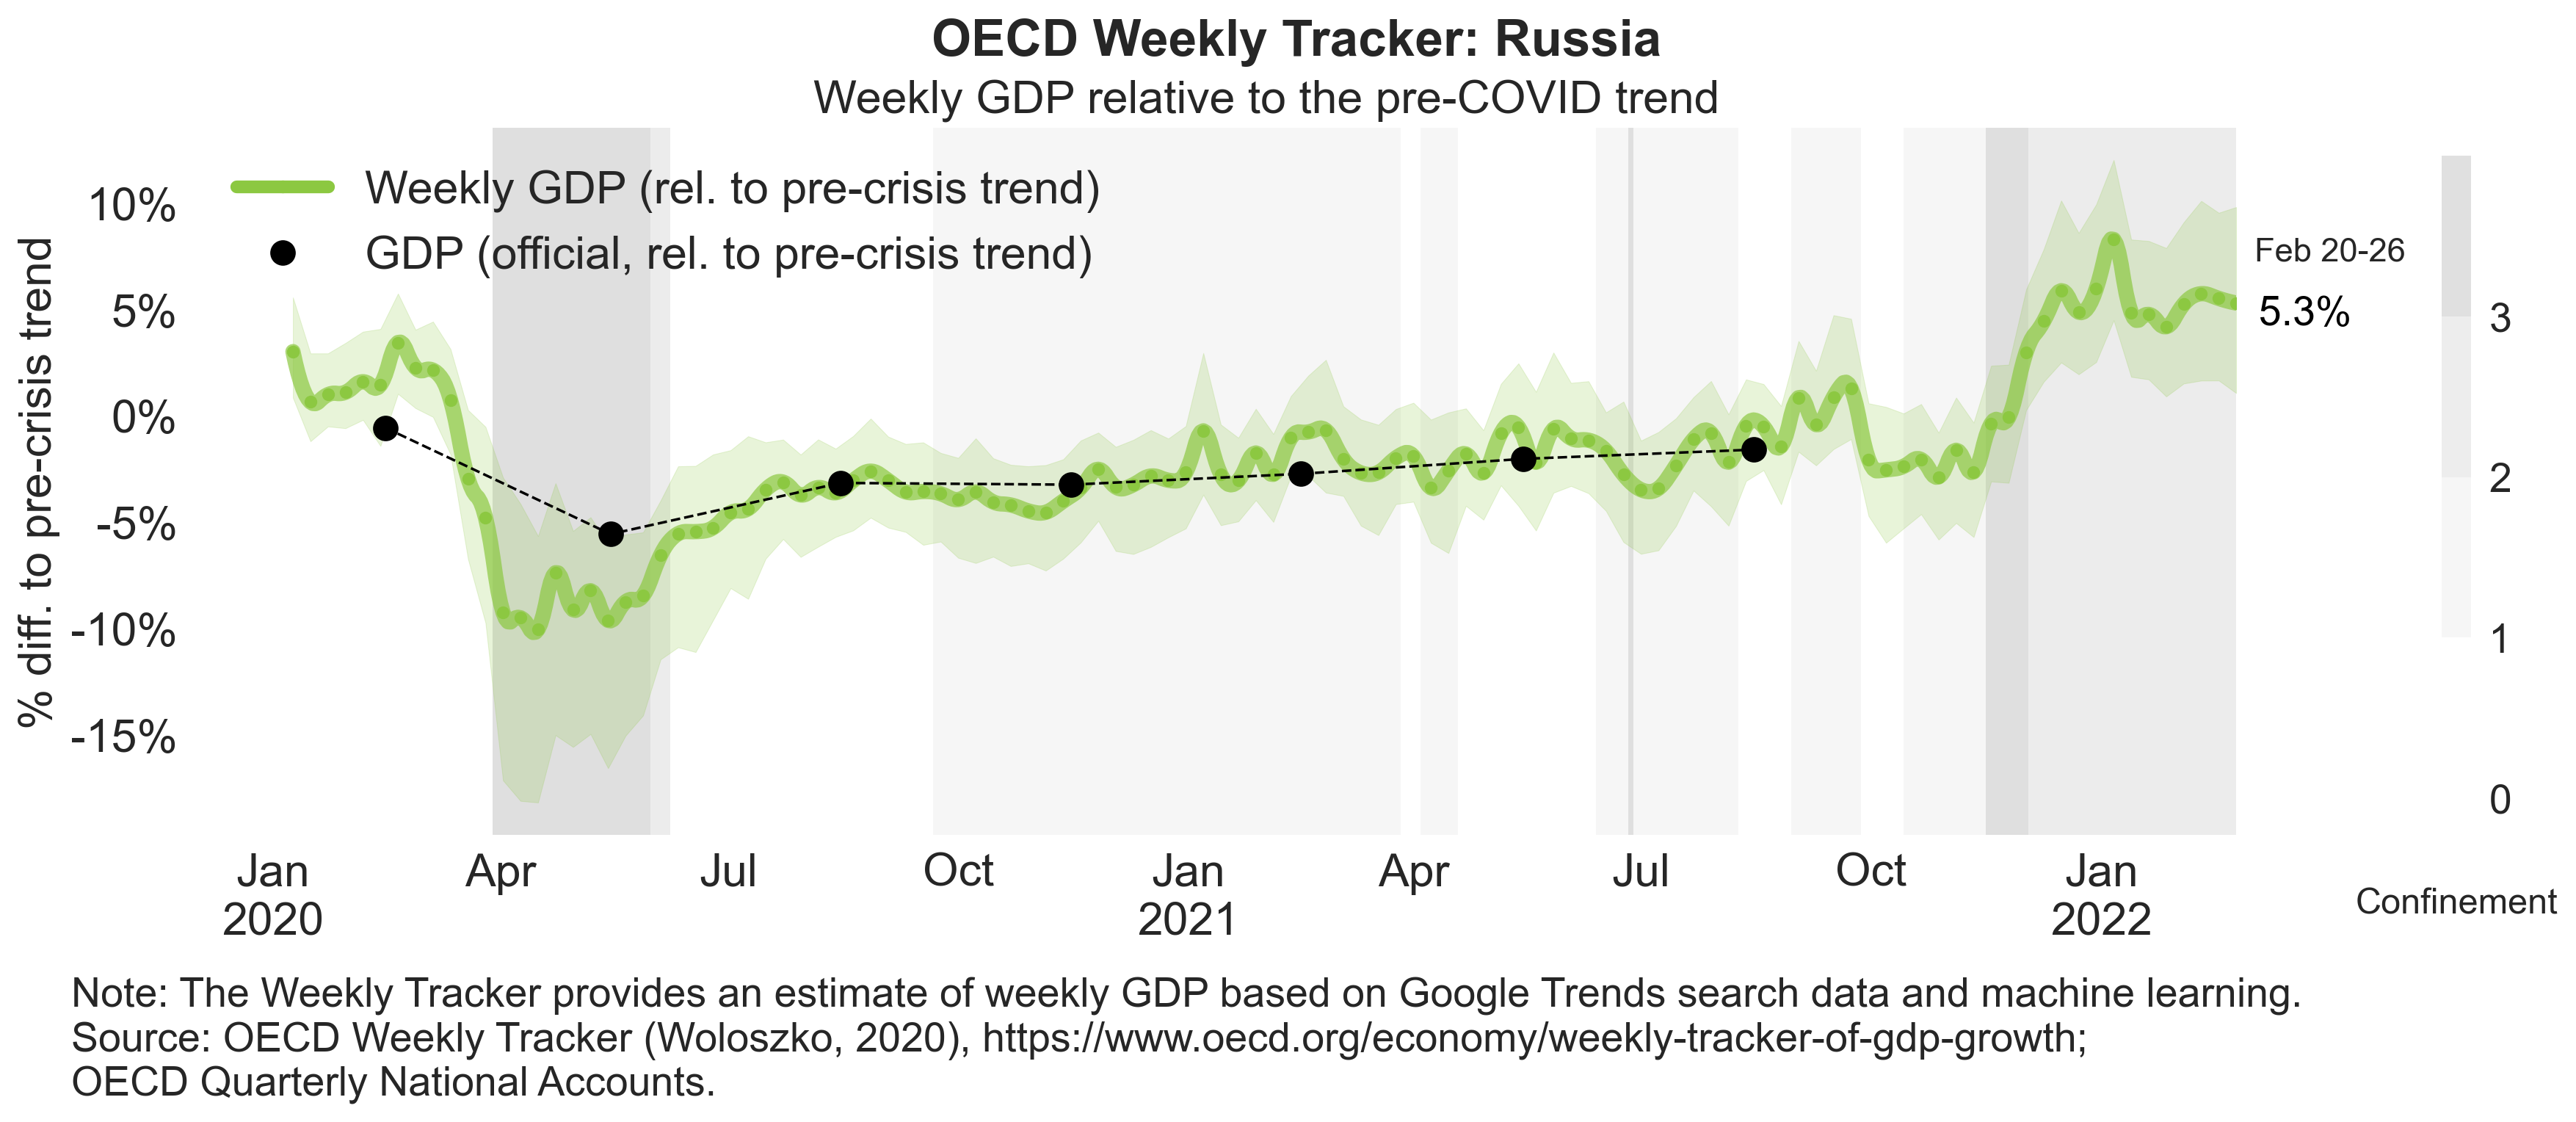 OECD Weekly Tracker: Russia
Weekly GDP relative to the pre-COVID trend
% diff. to pre-crisis trend
10%
5%
0%
-5%
-10%
-15%
Weekly GDP (rel. to pre-crisis trend)
GDP (official, rel. to pre-crisis trend)
Feb 20-26
5.3%
3
2
1
0
Confinement
Jan Apr Jul Oct Jan Apr Jul Oct Jan
2020 2021 2022
Note: The Weekly Tracker provides an estimate of weekly GDP based on Google Trends search data and machine learning.
Source: OECD Weekly Tracker (Woloszko, 2020), https://www.oecd.org/economy/weekly-tracker-of-gdp-growth;
OECD Quarterly National Accounts.